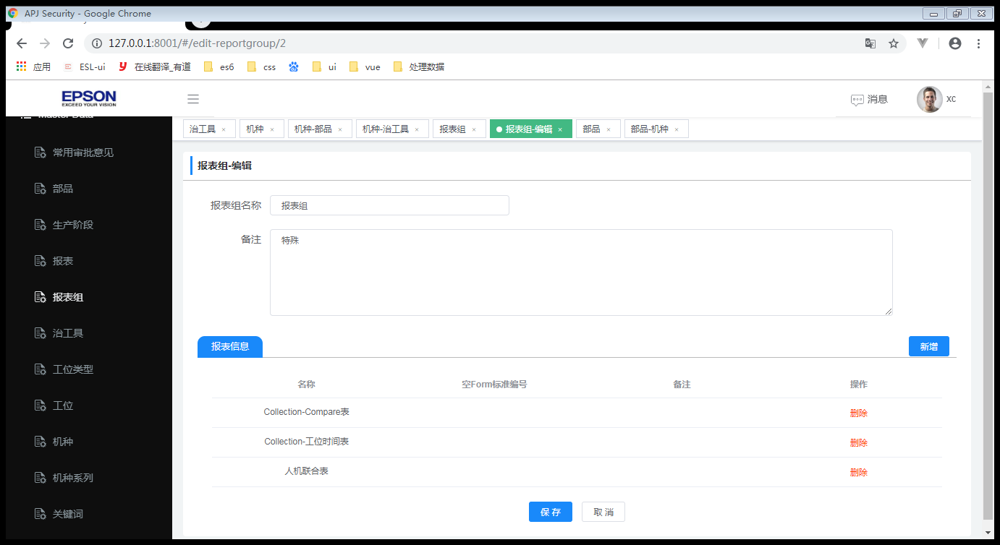 APJ Security - Google Chrome
127.0.0.1:8001/#/edit-reportgroup/2
应用 ESL-ui 在线翻译_有道 es6 css ui vue 处理数据
EPSON
EXCEED YOUR VISION
消息 xc
Master Data
治工具 × 机种 × 机种-部品 × 机种-治工具 × 报表组 × 报表组-编辑 × 部品 × 部品-机种 ×
常用审批意见
部品
生产阶段
报表
报表组
治工具
工位类型
工位
机种
机种系列
关键词
报表组-编辑
报表组名称 报表组
备注 特殊
报表信息 新增
名称 空Form标准编号 备注 操作
Collection-Compare表 删除
Collection-工位时间表 删除
人机联合表 删除
保 存 取 消